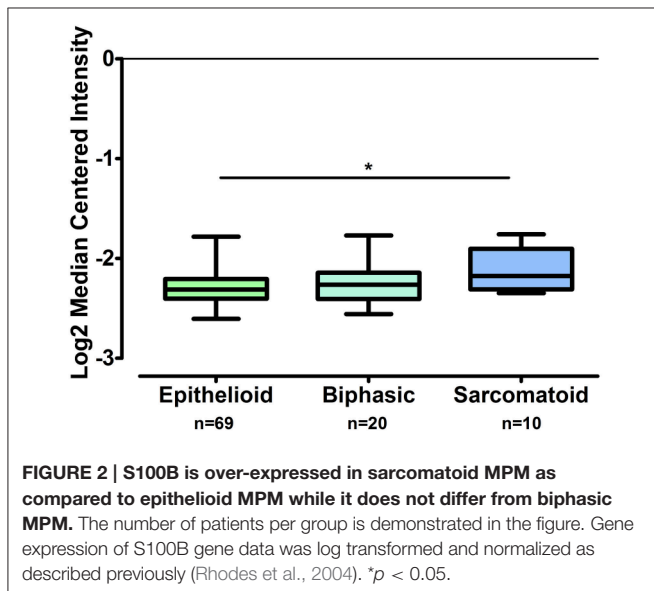 Log2 Median Centered Intensity
0
-1
-2
-3
*
Epithelioid Biphasic Sarcomatoid
n=69 n=20 n=10
FIGURE 2 | S100B is over-expressed in sarcomatoid MPM as
compared to epithelioid MPM while it does not differ from biphasic
MPM. The number of patients per group is demonstrated in the figure. Gene
expression of S100B gene data was log transformed and normalized as
described previously (Rhodes et al., 2004). *p < 0.05.